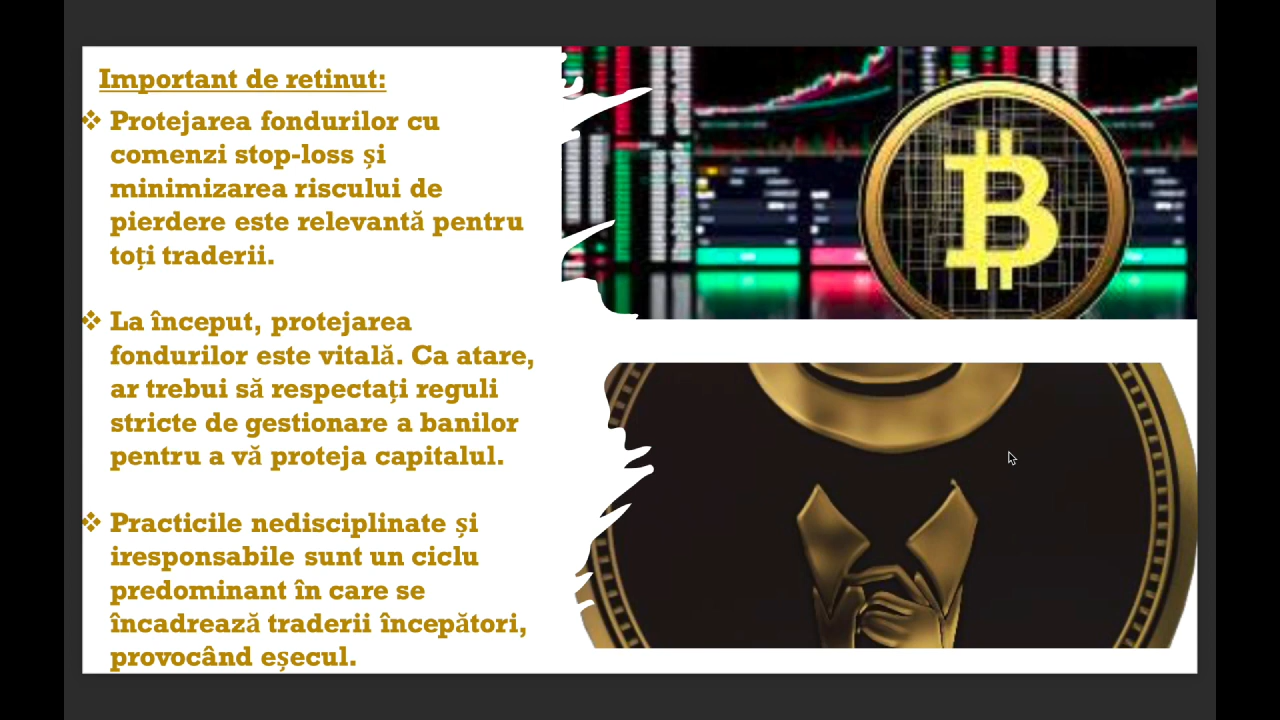 Important de retinut:
❖ Protejarea fondurilor cu
comenzi stop-loss și
minimizarea riscului de
pierdere este relevantă pentru
toți traderii.
❖ La început, protejarea
fondurilor este vitală. Ca atare,
ar trebui să respectați reguli
stricte de gestionare a banilor
pentru a vă proteja capitalul.
❖ Practicile nedisciplinate și
iresponsabile sunt un ciclu
predominant în care se
încadrează traderii începători,
provocând eșecul.